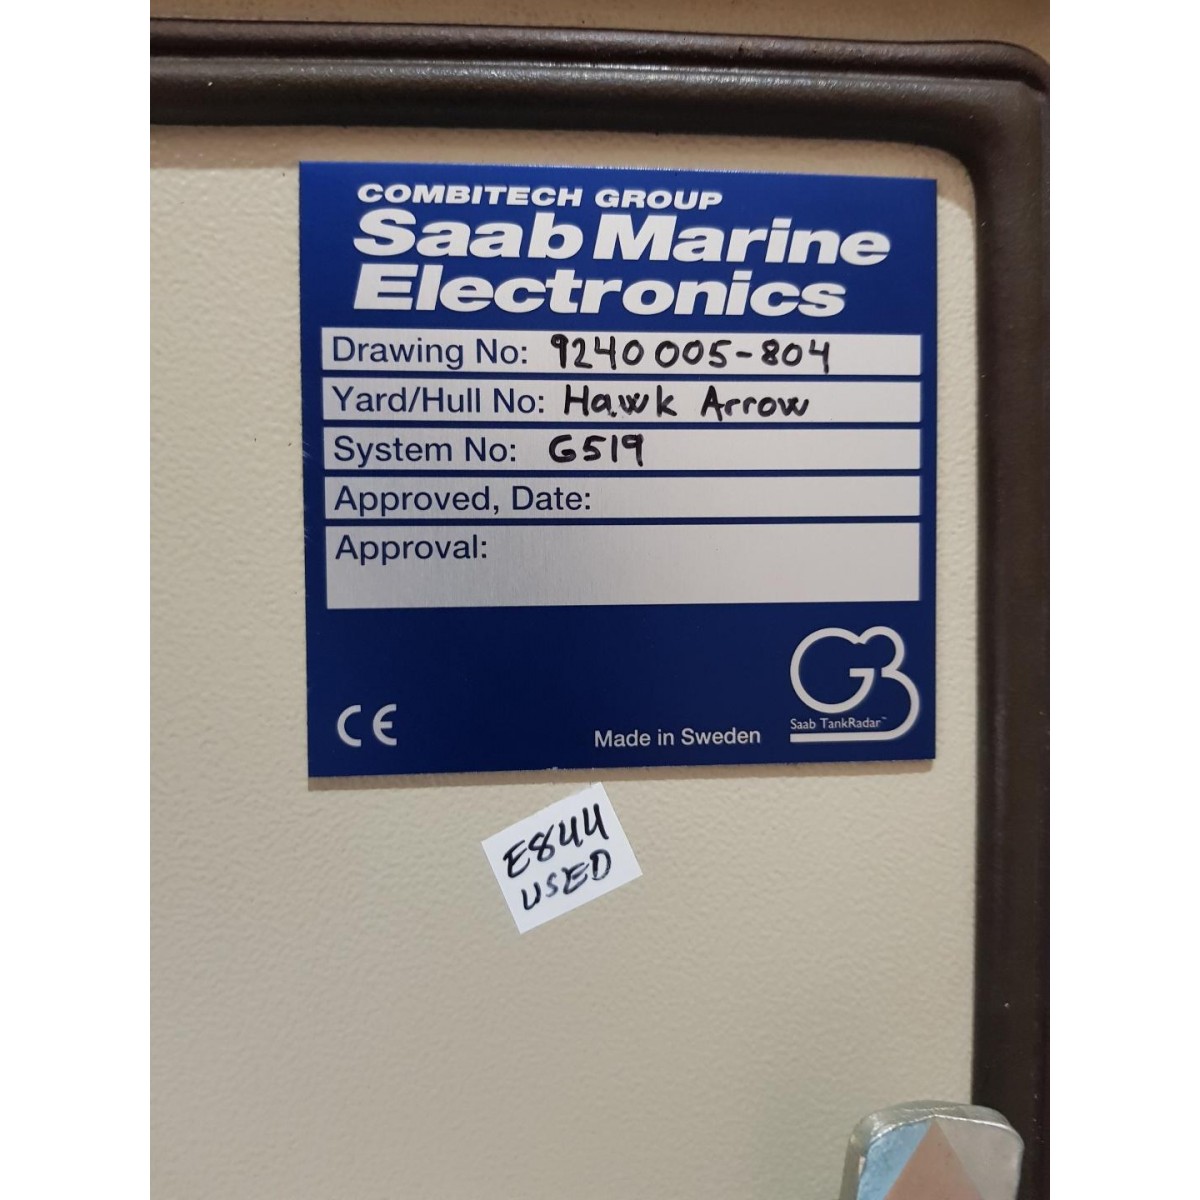 COMBITECH GROUP
Saab Marine
Electronics
Drawing No: 9240005-804
Yard/Hull No: Hawk Arrow
System No: G519
Approved, Date:
Approval:
G3
Saab TankRadar™
CE
Made in Sweden
E844
USED